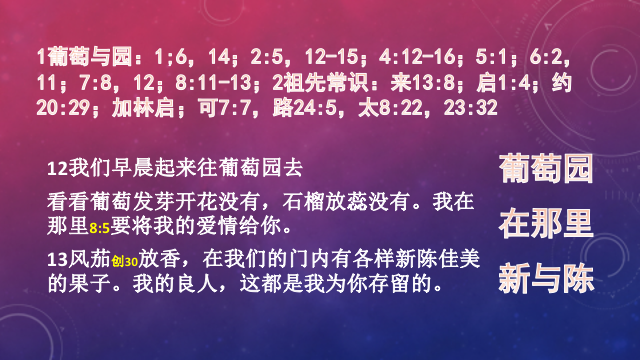 1葡萄与园：1;6，14；2:5，12-15；4:12-16；5:1；6:2，
11；7:8，12；8:11-13；2祖先常识：来13:8；启1:4；约
20:29；加林启；可7:7，路24:5，太8:22，23:32
12我们早晨起来往葡萄园去
看看葡萄发芽开花没有，石榴放蕊没有。我在
那里8:5要将我的爱情给你。
13风茄创30放香，在我们的门内有各样新陈佳美
的果子。我的良人，这都是我为你存留的。
葡萄园
在那里
新与陈